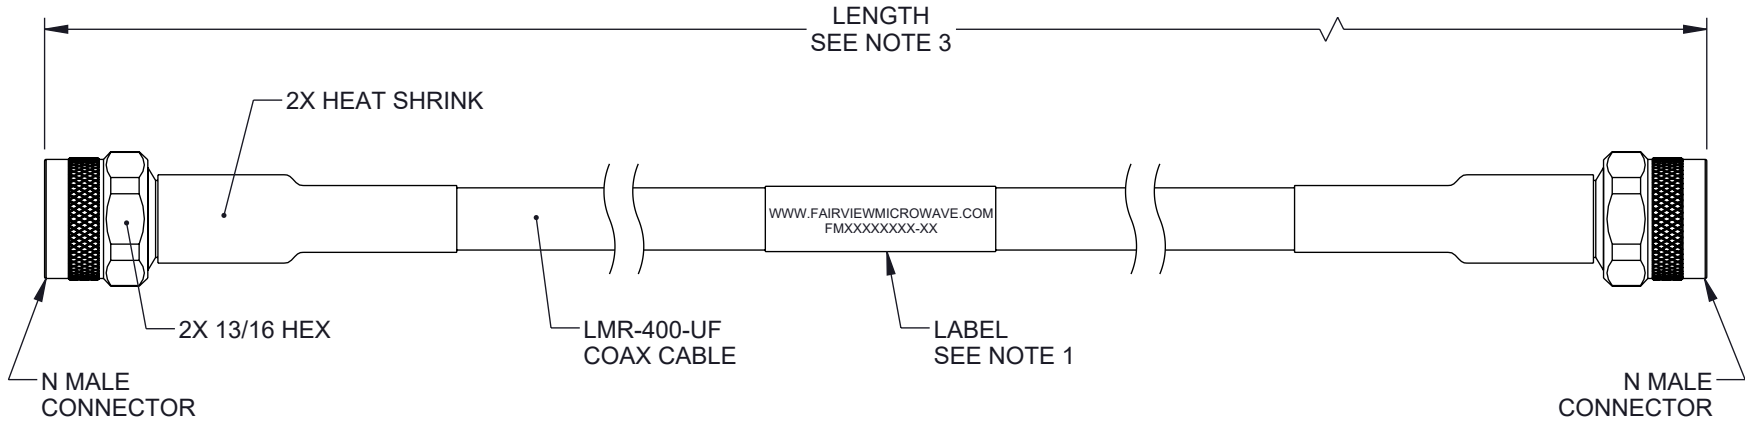 LENGTH
SEE NOTE 3
2X HEAT SHRINK
WWW.FAIRVIEWMICROWAVE.COM
FMXXXXXXXX-XX
2X 13/16 HEX
LMR-400-UF
COAX CABLE
LABEL
SEE NOTE 1
N MALE
CONNECTOR
N MALE
CONNECTOR